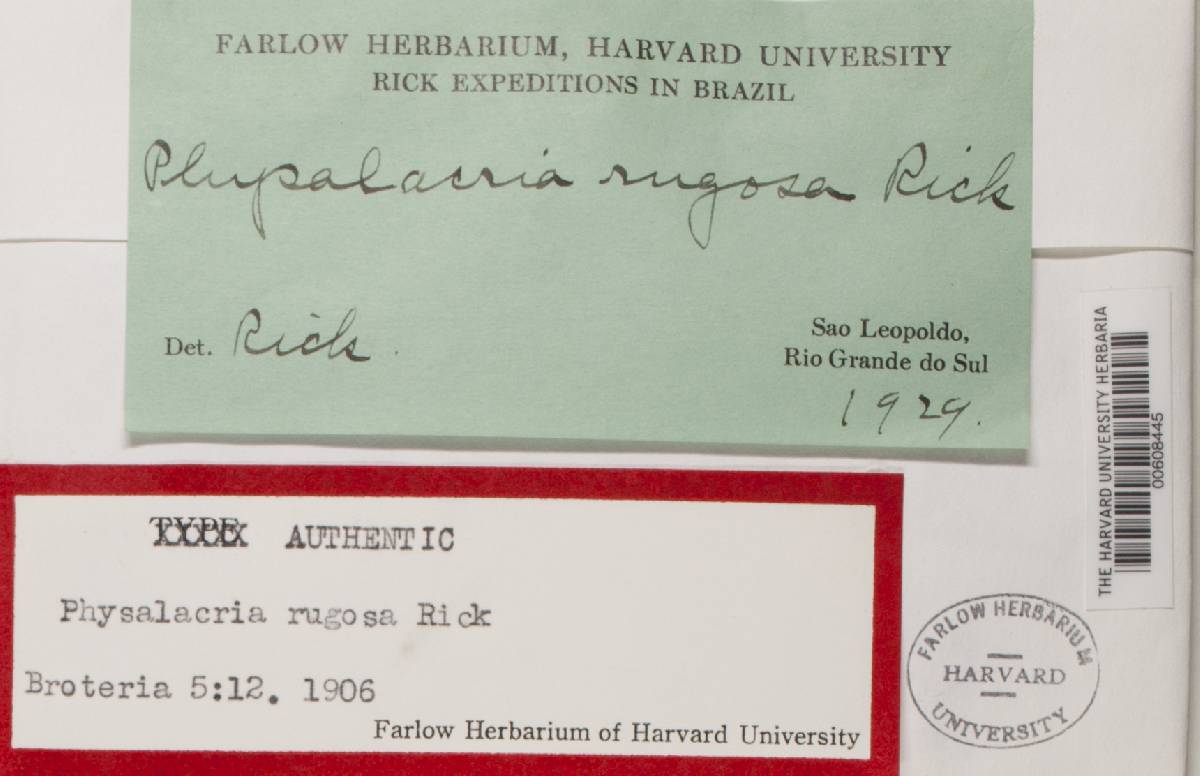 FARLOW HERBARIUM, HARVARD UNIVERSITY
RICK EXPEDITIONS IN BRAZIL
Physalacria rugosa Rick
Det. Rick.
Sao Leopoldo,
Rio Grande do Sul
1929.
THE HARVARD UNIVERSITY HERBARIA
00608445
TYPE AUTHENTIC
Physalacria rugosa Rick
Broteria 5:12. 1906
Farlow Herbarium of Harvard University
FARLOW HERBARIUM
HARVARD
UNIVERSITY